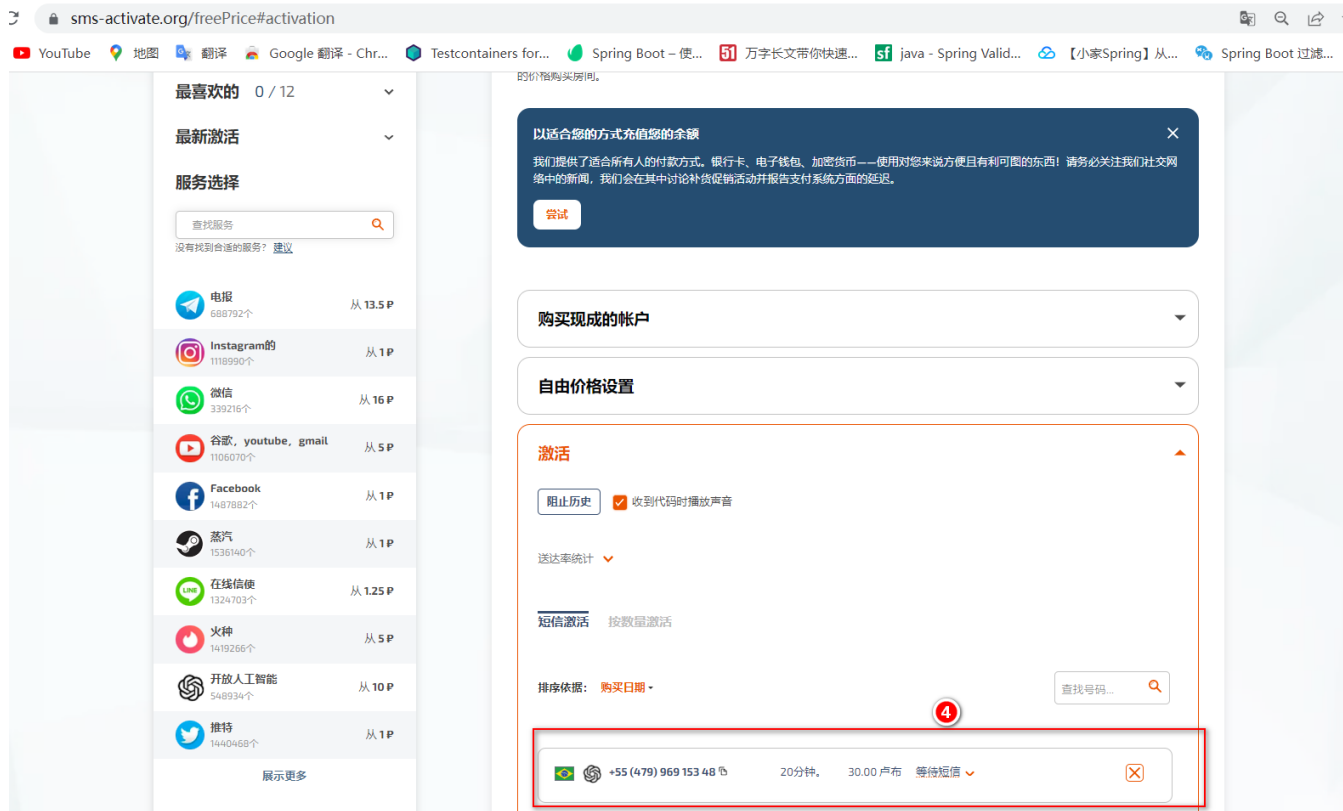 sms-activate.org/freePrice#activation
YouTube 地图 翻译 Google 翻译 - Chr... Testcontainers for... Spring Boot – 使... 万字长文带你快速... java - Spring Valid... 【小家Spring】从... Spring Boot 过滤...
最喜欢的 0 / 12
最新激活
服务选择
查找服务
没有找到合适的服务? 建议
电报
688792个
从 13.5 ₽
Instagram的
1118990个
从 1 ₽
微信
339216个
从 16 ₽
谷歌，youtube，gmail
1106070个
从 5 ₽
Facebook
1487882个
从 1 ₽
蒸汽
1536140个
从 1 ₽
LINE
在线信使
1324703个
从 1.25 ₽
火种
1419266个
从 5 ₽
开放人工智能
548934个
从 10 ₽
推特
1440468个
从 1 ₽
展示更多
的价格购买房间。
以适合您的方式充值您的余额
我们提供了适合所有人的付款方式。银行卡、电子钱包、加密货币——使用对您来说方便且有利可图的东西！请务必关注我们社交网
络中的新闻，我们会在其中讨论补货促销活动并报告支付系统方面的延迟。
尝试
购买现成的帐户
自由价格设置
激活
阻止历史 收到代码时播放声音
送达率统计
短信激活 按数量激活
排序依据: 购买日期
查找号码...
4
+55 (479) 969 153 48 20分钟。 30.00 卢布 等待短信